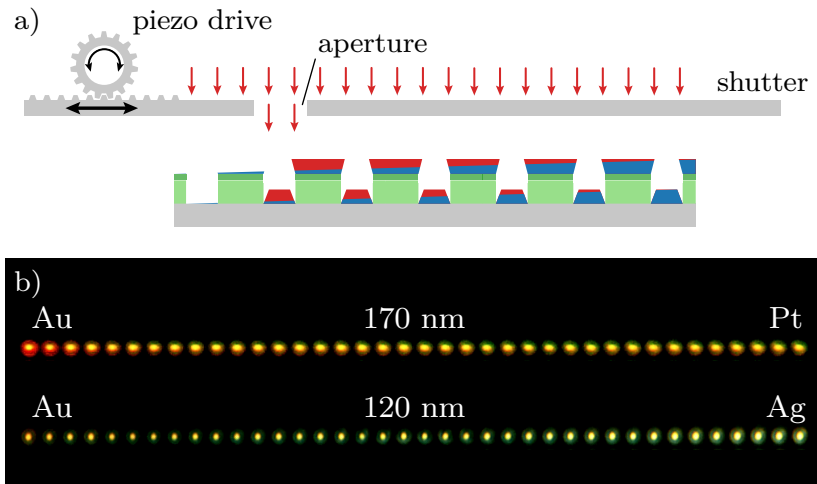 a)
piezo drive
aperture
shutter
b)
Au 170 nm Pt
Au 120 nm Ag